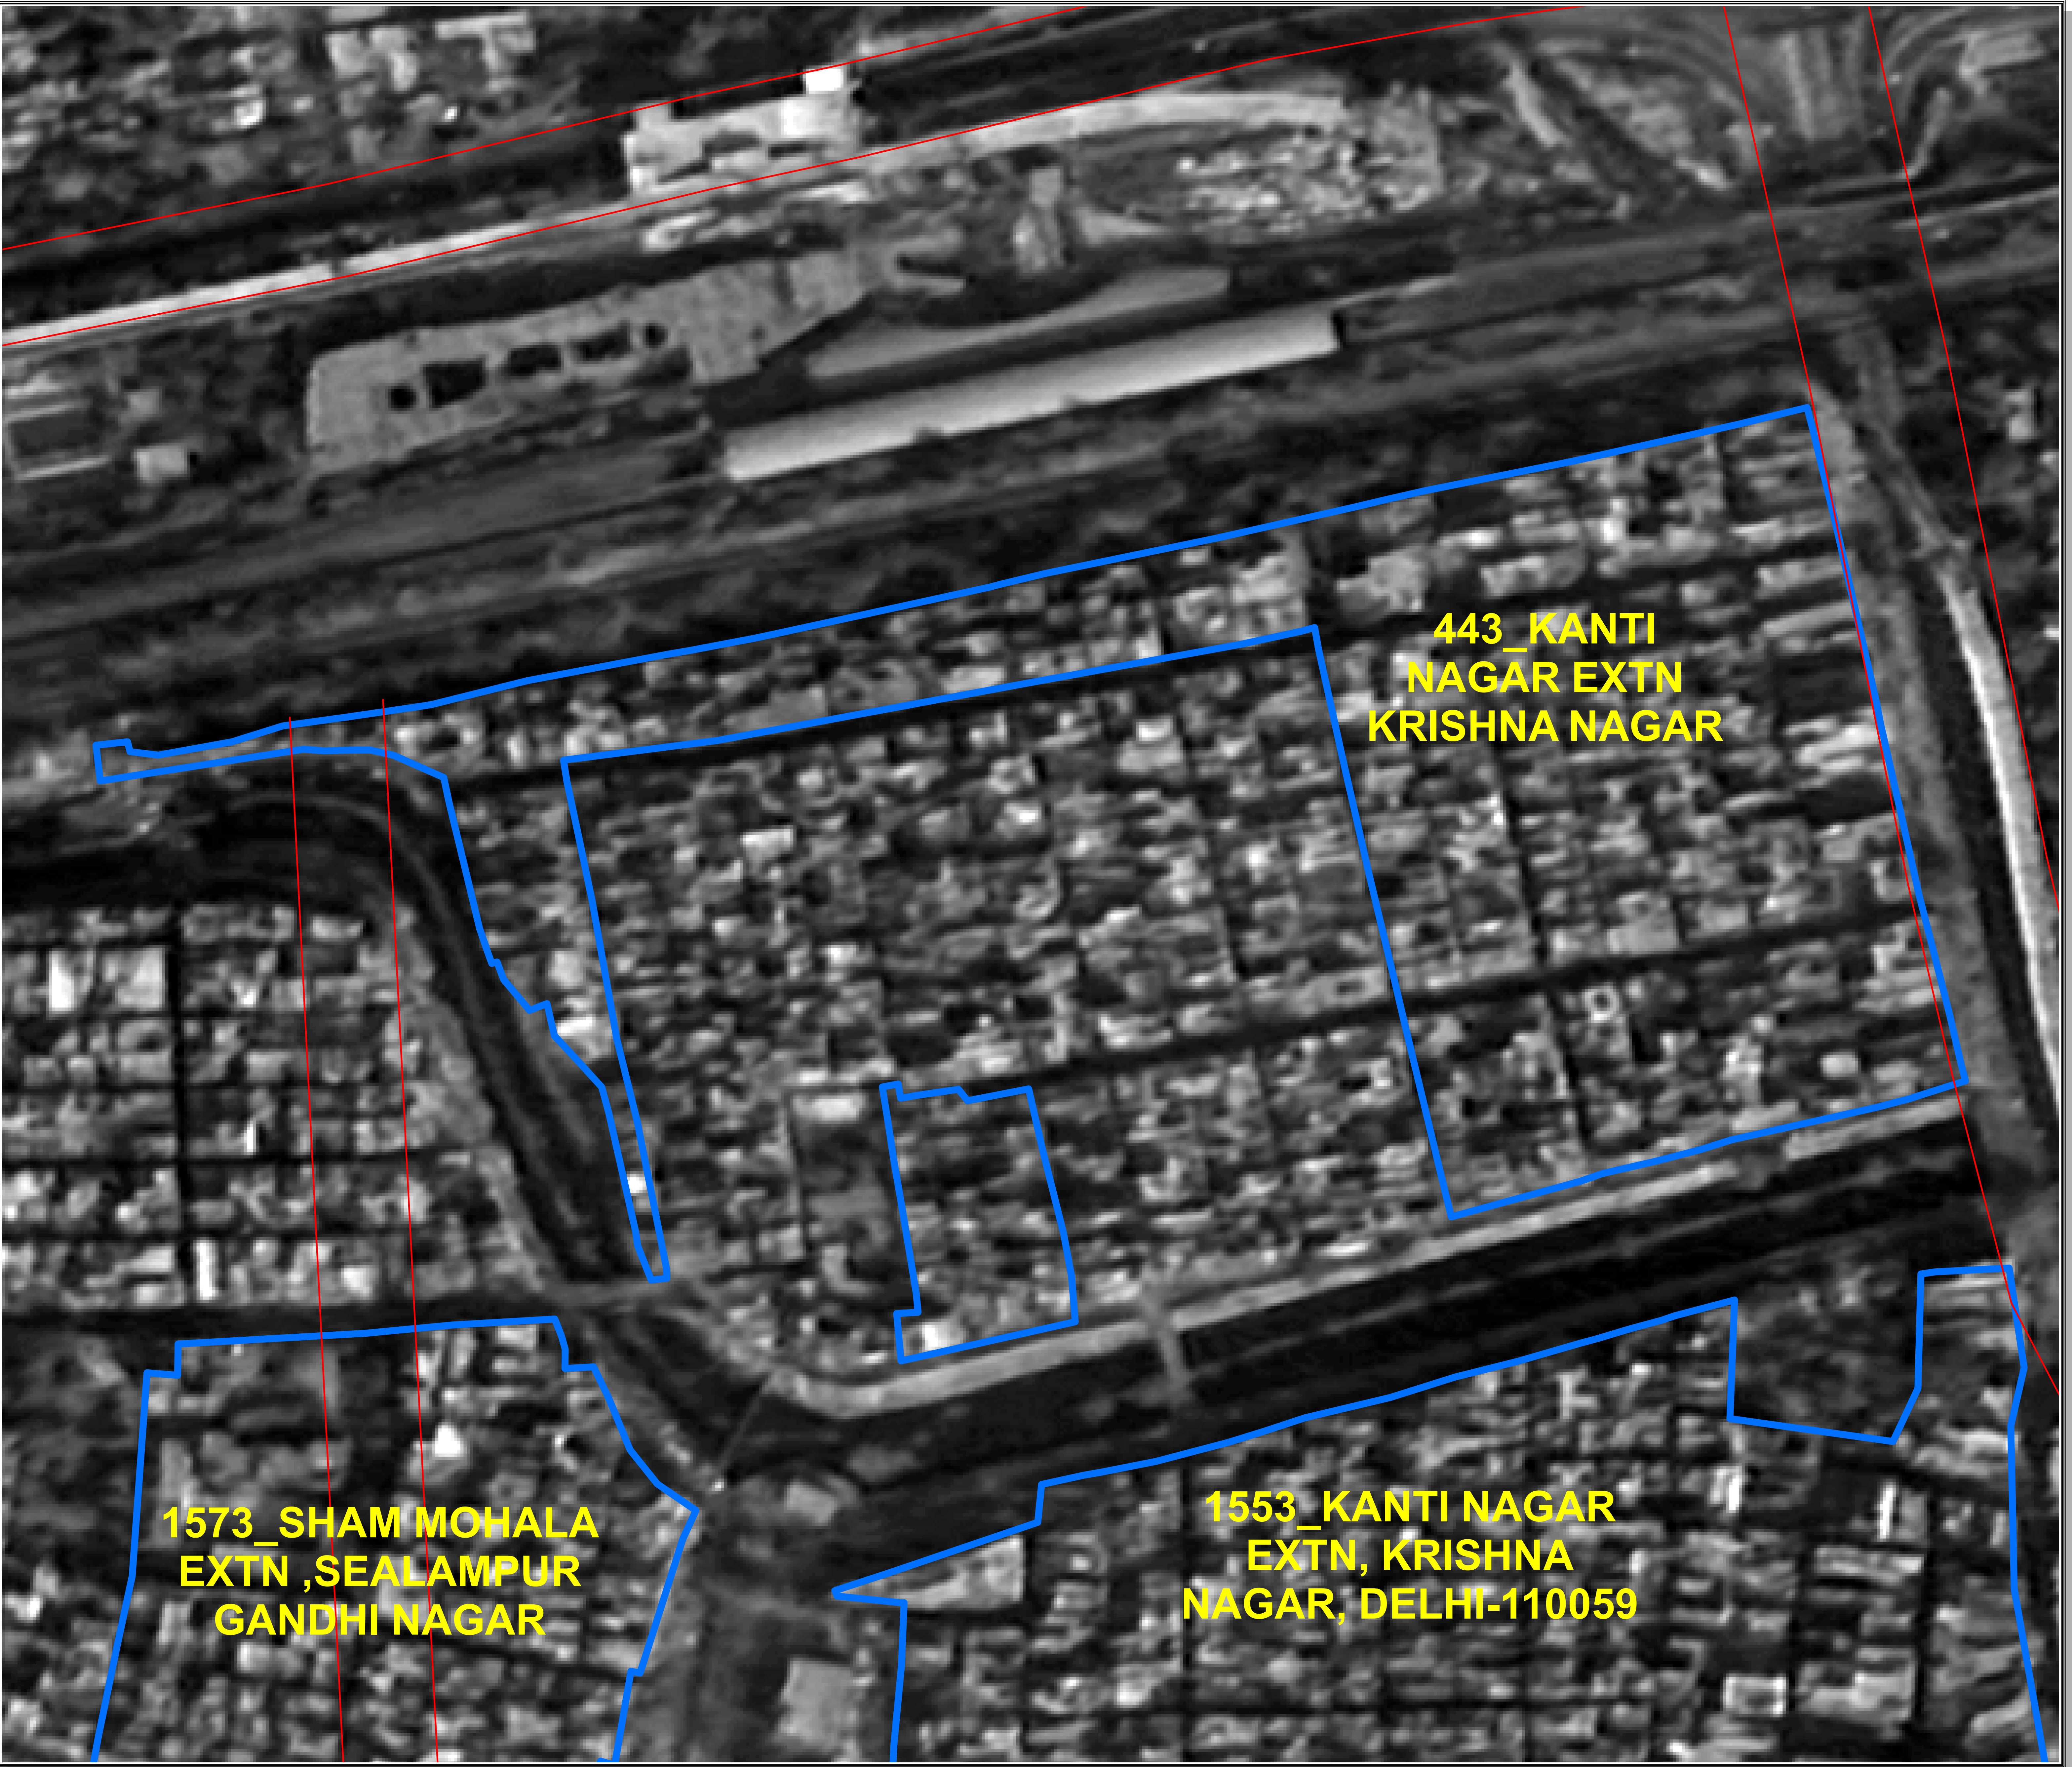 443_KANTI
NAGAR EXTN
KRISHNA NAGAR
1573_SHAM MOHALA
EXTN ,SEALAMPUR
GANDHI NAGAR
1553_KANTI NAGAR
EXTN, KRISHNA
NAGAR, DELHI-110059